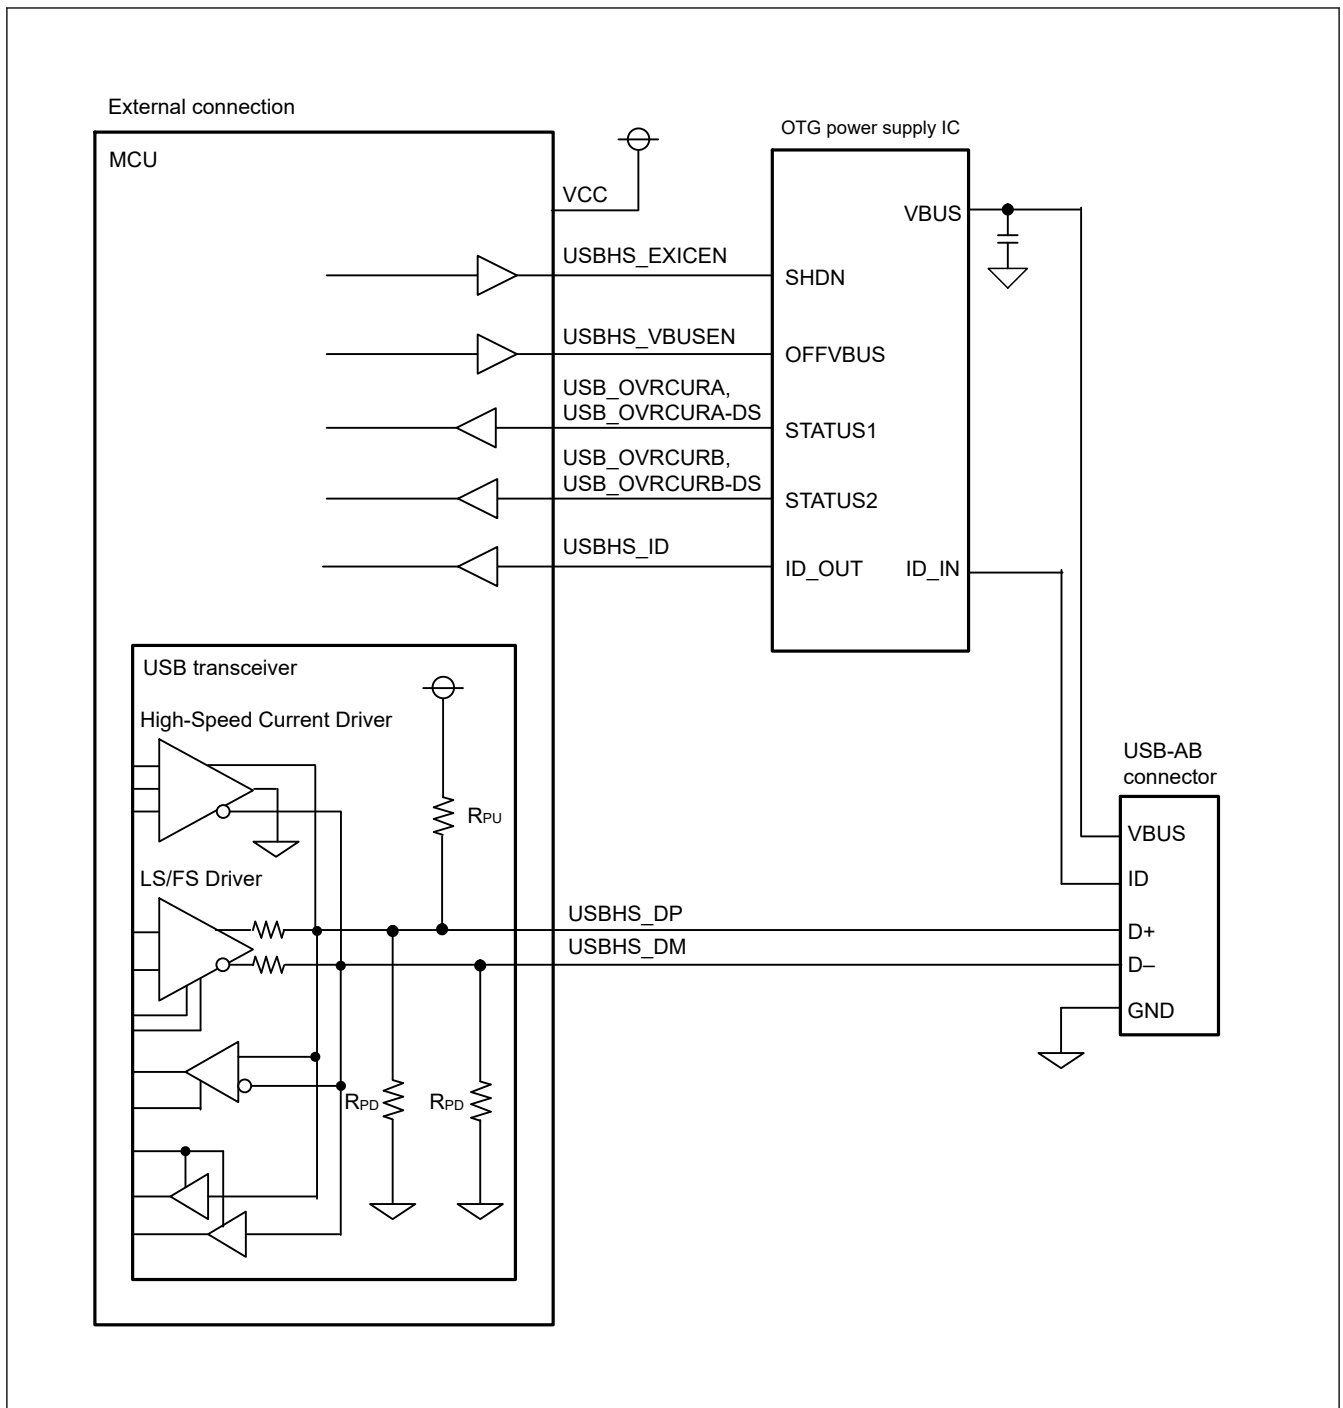 External connection
MCU
VCC
OTG power supply IC
USBHS_EXICEN
SHDN
VBUS
USBHS_VBUSEN
OFFVBUS
USB_OVRCURA,
USB_OVRCURA-DS
STATUS1
USB_OVRCURB,
USB_OVRCURB-DS
STATUS2
USBHS_ID
ID_OUT
ID_IN
USB transceiver
High-Speed Current Driver
RPU
LS/FS Driver
USBHS_DP
USBHS_DM
RPD
RPD
USB-AB
connector
VBUS
ID
D+
D–
GND